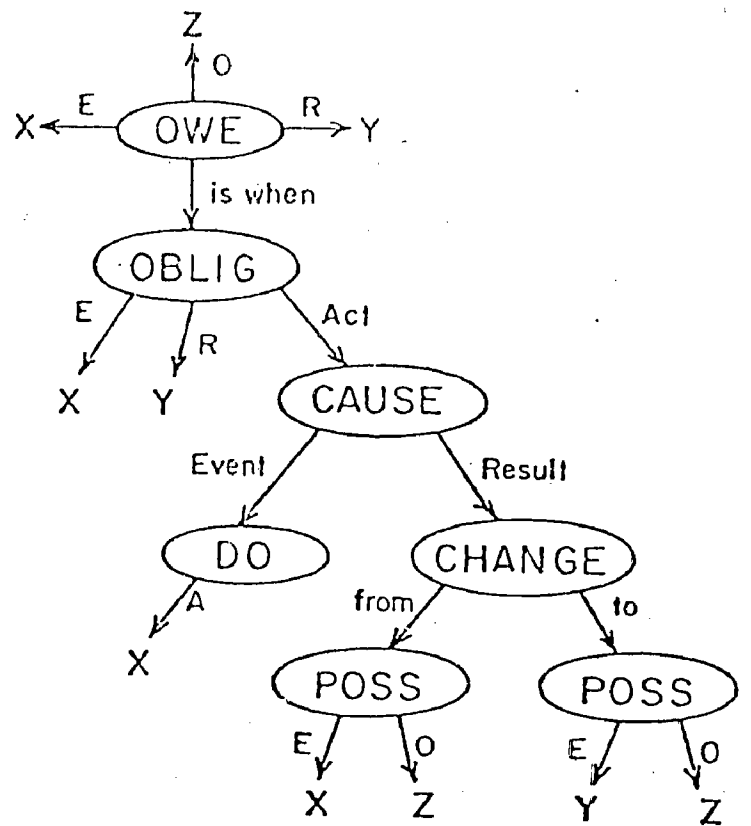 Z
O
X E OWE R Y
is when
OBLIG
E R Act
X Y CAUSE
Event Result
DO CHANGE
A from to
X
POSS POSS
E O E O
X Z Y Z